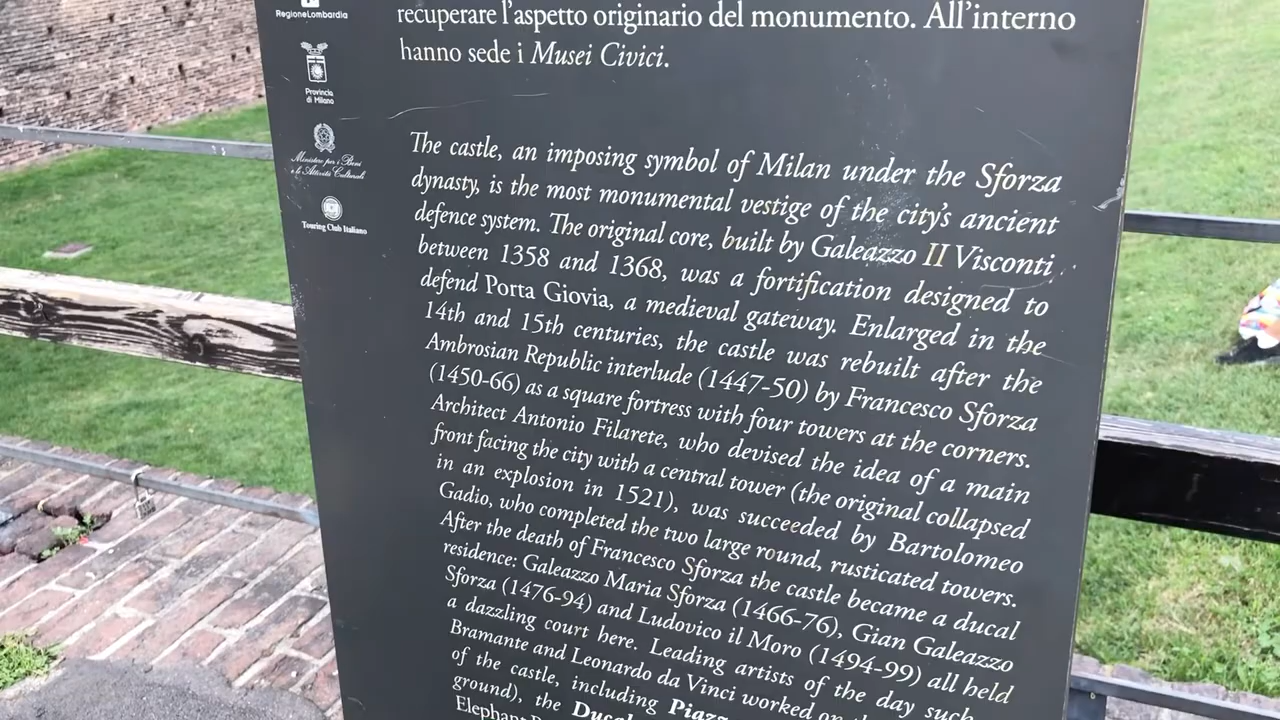 RegioneLombardia
Provincia
di Milano
Ministero per i Beni
e le Attività Culturali
Touring Club Italiano
recuperare l'aspetto originario del monumento. All'interno
hanno sede i Musei Civici.
The castle, an imposing symbol of Milan under the Sforza
dynasty, is the most monumental vestige of the city's ancient
defence system. The original core, built by Galeazzo II Visconti
between 1358 and 1368, was a fortification designed to
defend Porta Giovia, a medieval gateway. Enlarged in the
14th and 15th centuries, the castle was rebuilt after the
Ambrosian Republic interlude (1447-50) by Francesco Sforza
(1450-66) as a square fortress with four towers at the corners.
Architect Antonio Filarete, who devised the idea of a main
front facing the city with a central tower (the original collapsed
in an explosion in 1521), was succeeded by Bartolomeo
Gadio, who completed the two large round, rusticated towers.
After the death of Francesco Sforza the castle became a ducal
residence: Galeazzo Maria Sforza (1466-76), Gian Galeazzo
Sforza (1476-94) and Ludovico il Moro (1494-99) all held
a dazzling court here. Leading artists of the day such
Bramante and Leonardo da Vinci worked on
of the castle, including
ground), the